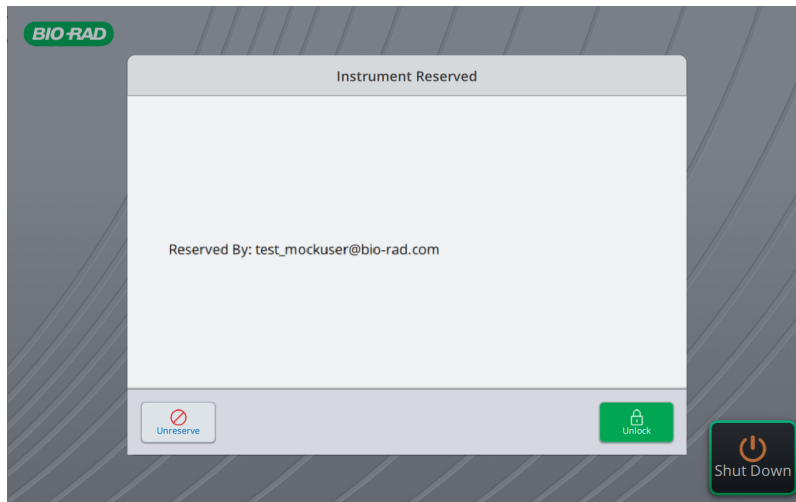 BIO-RAD
Instrument Reserved
Reserved By: test_mockuser@bio-rad.com
Unreserve
Unlock
Shut Down